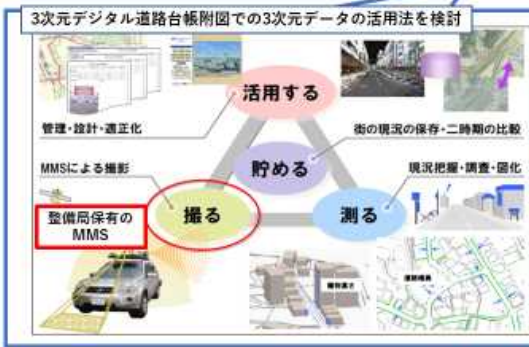 3次元デジタル道路台帳附図での3次元データの活用法を検討
活用する
管理・設計・適正化
街の現況の保存・二時期の比較
貯める
MMSによる撮影
現況把握・調査・図化
整備局保有の
MMS
撮る
測る